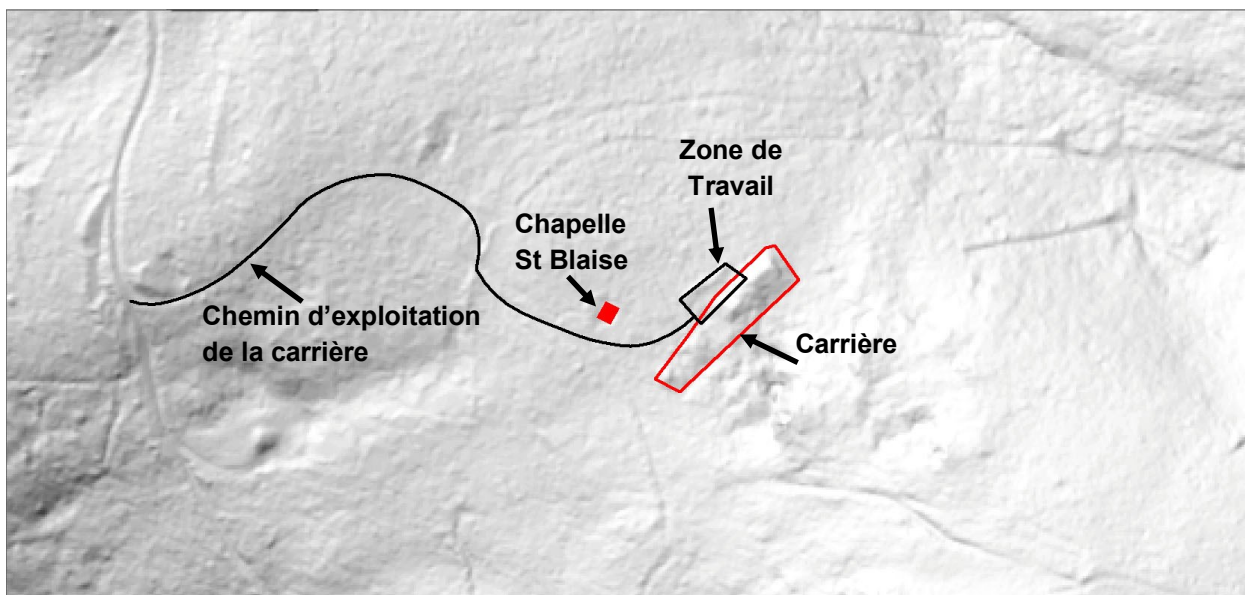 Zone de
Travail
Chapelle
St Blaise
Chemin d'exploitation
de la carrière
Carrière